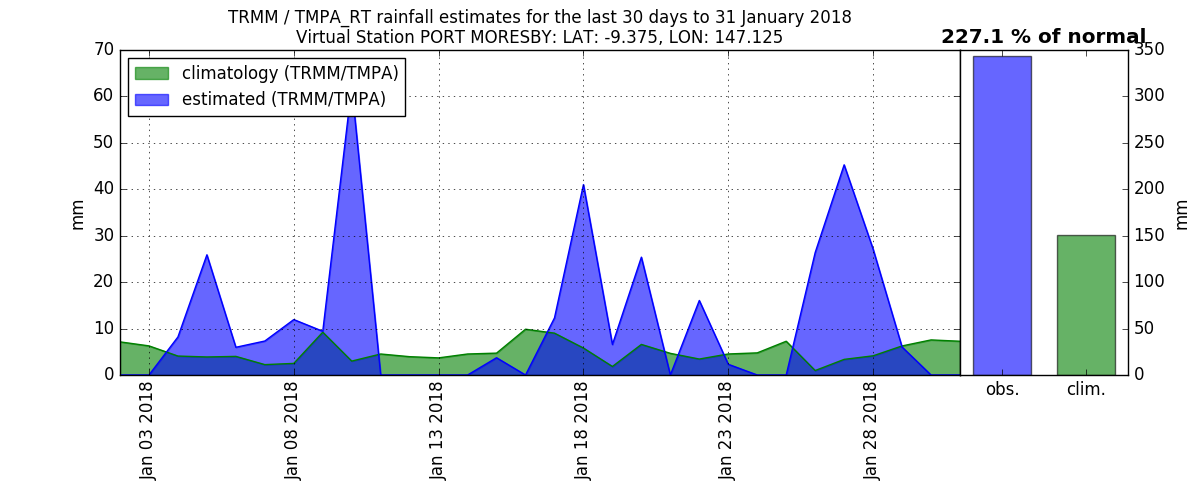 TRMM / TMPA_RT rainfall estimates for the last 30 days to 31 January 2018
Virtual Station PORT MORESBY: LAT: -9.375, LON: 147.125
227.1 % of normal
climatology (TRMM/TMPA)
estimated (TRMM/TMPA)
70
60
50
40
30
20
10
0
mm
Jan 03 2018
Jan 08 2018
Jan 13 2018
Jan 18 2018
Jan 23 2018
Jan 28 2018
350
300
250
200
150
100
50
0
mm
obs.
clim.